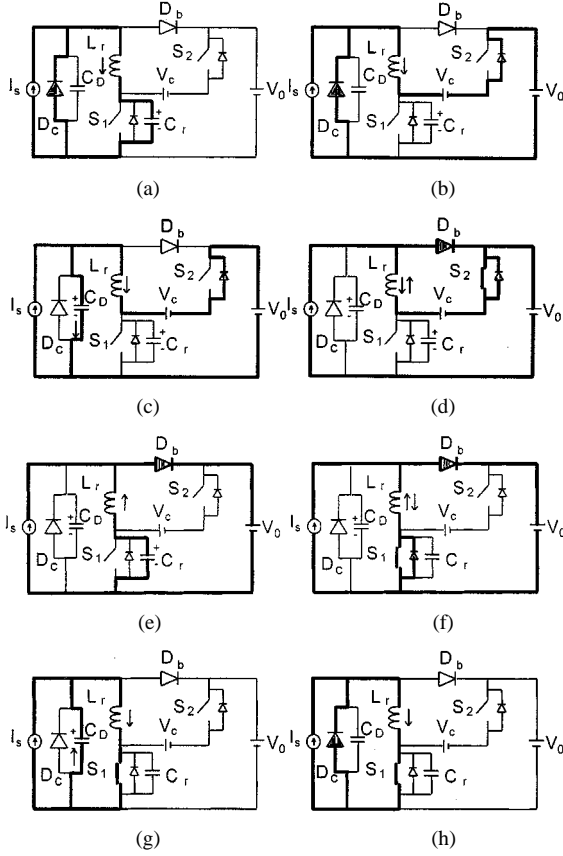 D_b
L_r
S_2
I_s
C_D
V_c
V_0
D_c
S_1
+
-
C_r
(a)
D_b
L_r
S_2
I_s
C_D
V_c
V_0
D_c
S_1
+
-
C_r
(b)
D_b
L_r
S_2
I_s
+
C_D
-
V_c
V_0
D_c
S_1
+
-
C_r
(c)
D_b
L_r
S_2
I_s
+
C_D
-
V_c
V_0
D_c
S_1
+
-
C_r
(d)
D_b
L_r
S_2
I_s
+
C_D
-
V_c
V_0
D_c
S_1
+
-
C_r
(e)
D_b
L_r
S_2
I_s
+
C_D
-
V_c
V_0
D_c
S_1
C_r
(f)
D_b
L_r
S_2
I_s
+
C_D
-
V_c
V_0
D_c
S_1
C_r
(g)
D_b
L_r
S_2
I_s
C_D
V_c
V_0
D_c
S_1
C_r
(h)